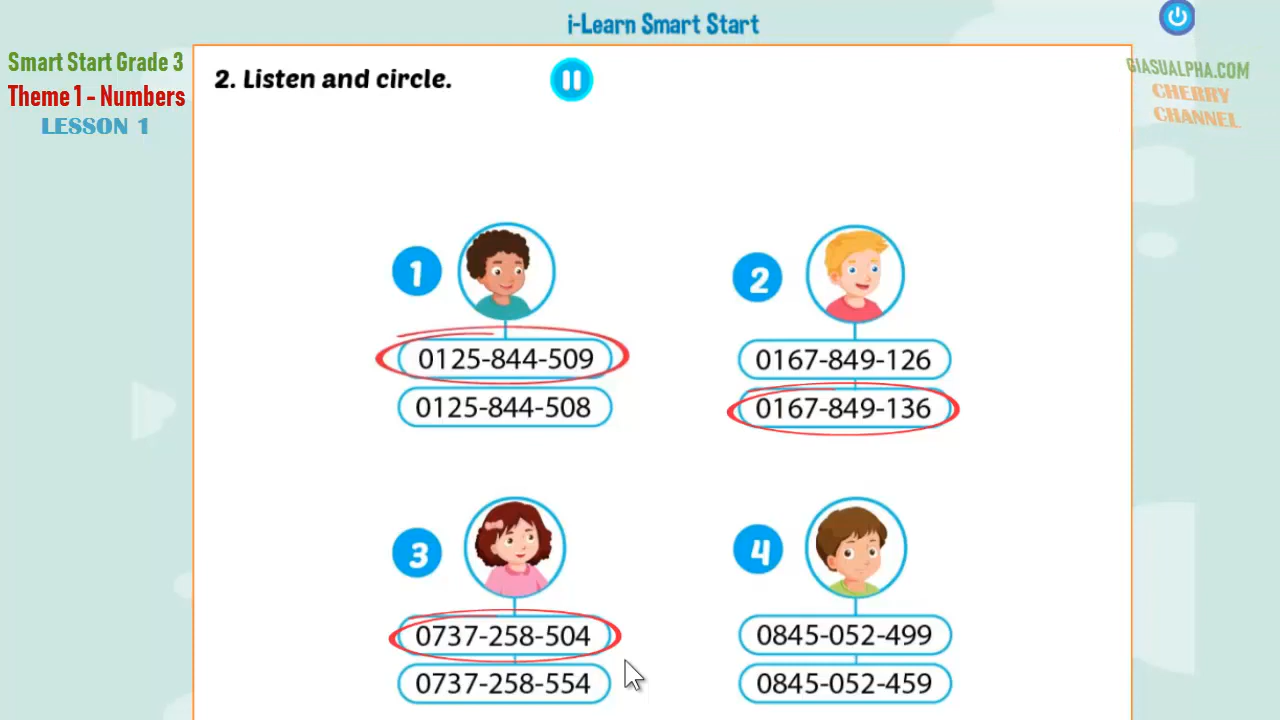 i-Learn Smart Start
Smart Start Grade 3
Theme 1 - Numbers
LESSON 1
GIASUALPHA.COM
CHERRY
CHANNEL
2. Listen and circle.
1
0125-844-509
0125-844-508
2
0167-849-126
0167-849-136
3
0737-258-504
0737-258-554
4
0845-052-499
0845-052-459